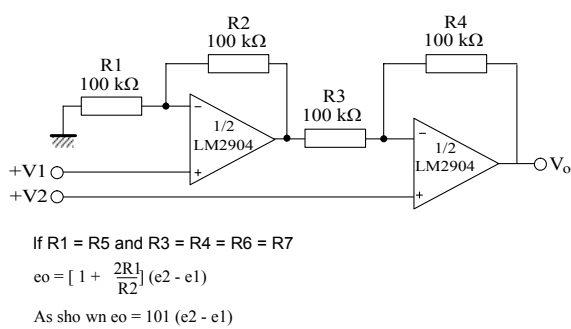 R1
100 kΩ
R2
100 kΩ
R3
100 kΩ
R4
100 kΩ
1/2
LM2904
1/2
LM2904
+V1
+V2
Vo
If R1 = R5 and R3 = R4 = R6 = R7
eo = [ 1 + 2R1/R2 ] (e2 - e1)
As sho wn eo = 101 (e2 - e1)